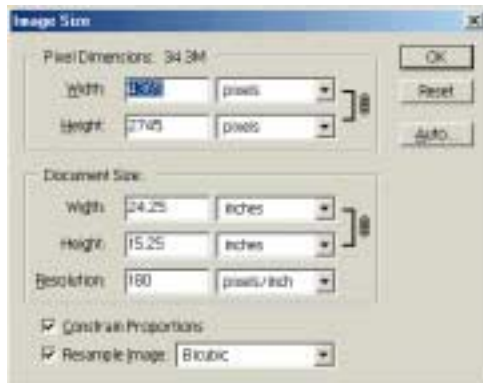 Image Size
Pixel Dimensions: 34.3M
Width: 4365 pixels
Height: 2745 pixels
OK
Reset
Auto...
Document Size:
Width: 24.25 inches
Height: 15.25 inches
Resolution: 180 pixels/inch
Constrain Proportions
Resample Image: Bicubic